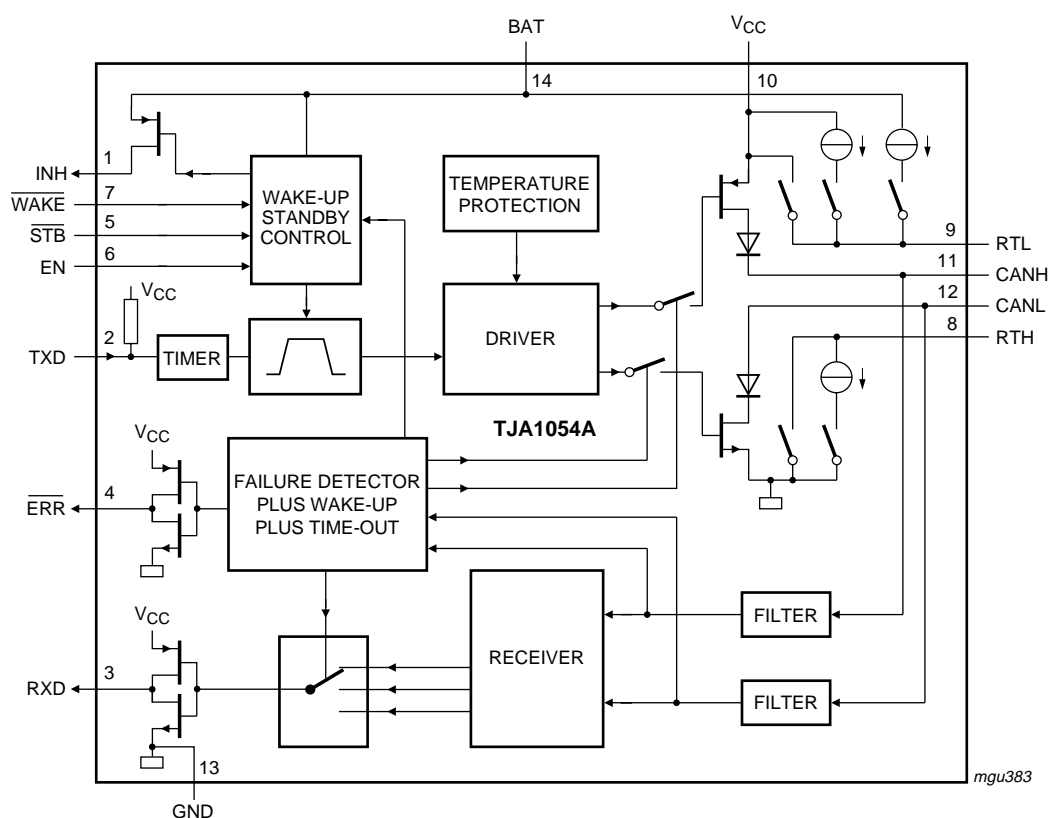 BAT
VCC
14
10
1
INH
7
WAKE
5
STB
6
EN
WAKE-UP
STANDBY
CONTROL
TEMPERATURE
PROTECTION
9
RTL
11
CANH
12
CANL
8
RTH
VCC
2
TXD
TIMER
DRIVER
TJA1054A
VCC
4
ERR
FAILURE DETECTOR
PLUS WAKE-UP
PLUS TIME-OUT
FILTER
VCC
3
RXD
RECEIVER
FILTER
13
GND
mgu383